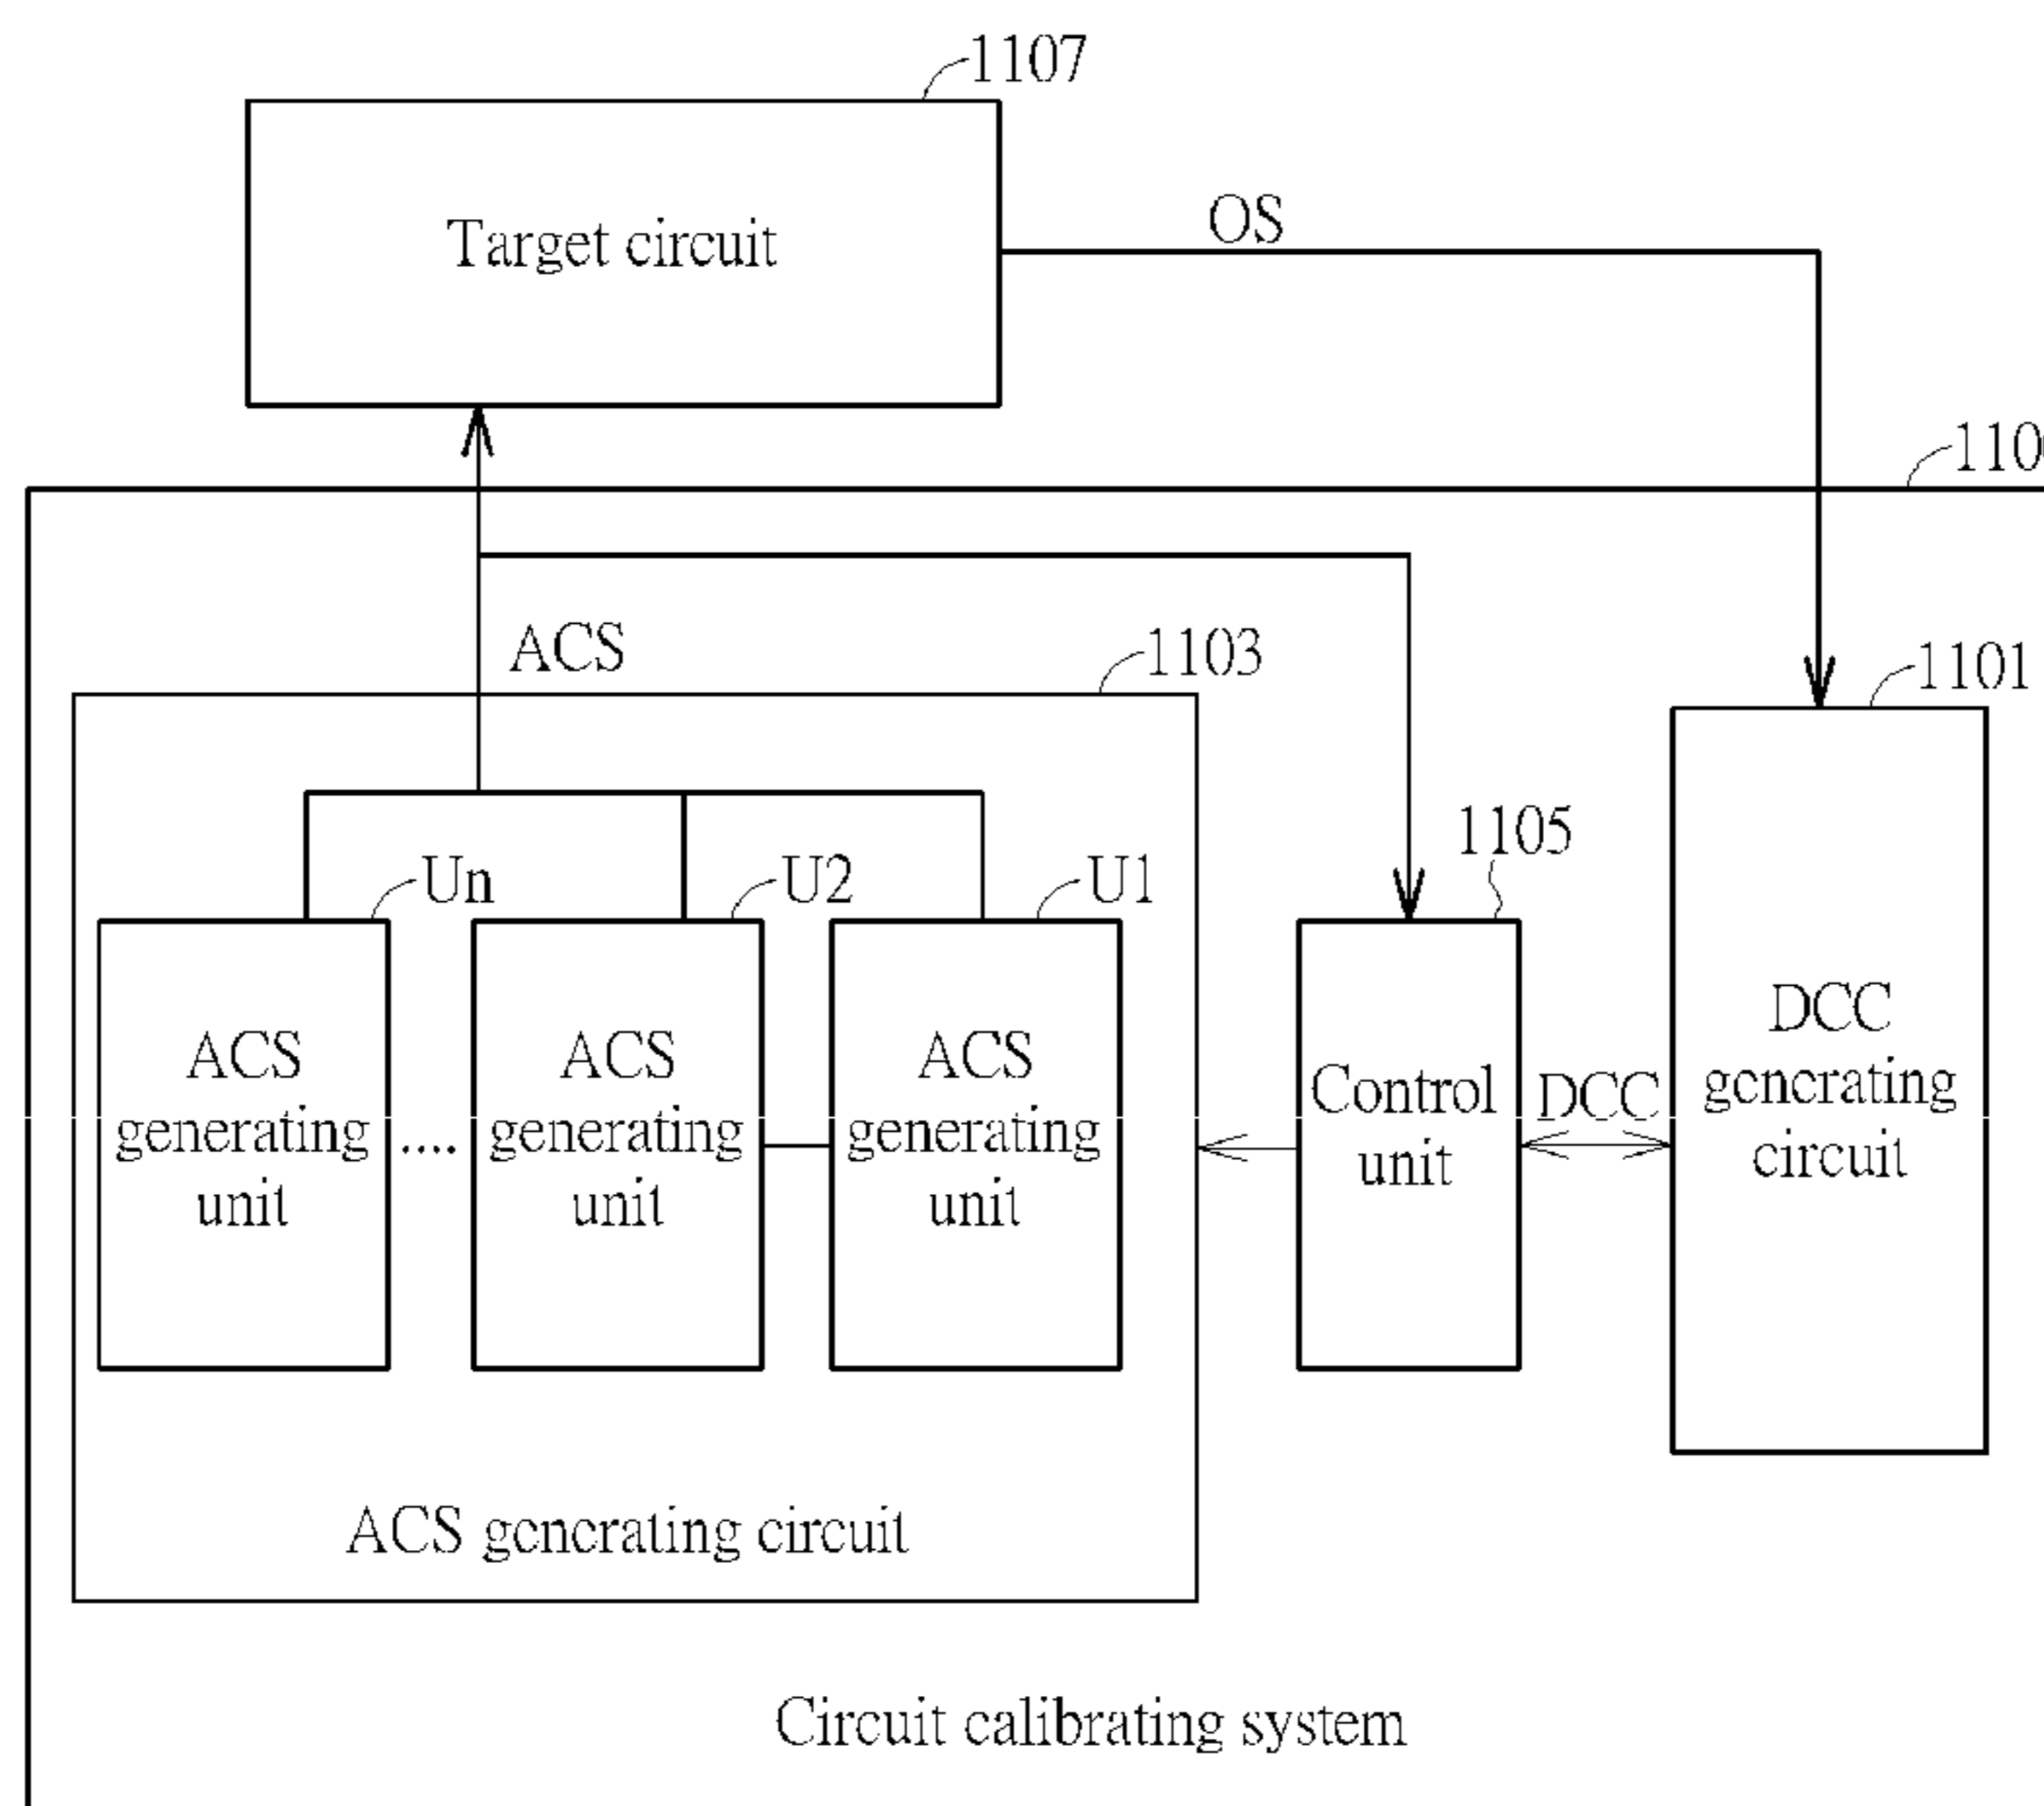 1107
Target circuit
OS
ACS
1103
1101
Un
U2
U1
1105
ACS
generating
unit
....
ACS
generating
unit
ACS
generating
unit
Control
unit
DCC
DCC
generating
circuit
ACS generating circuit
Circuit calibrating system